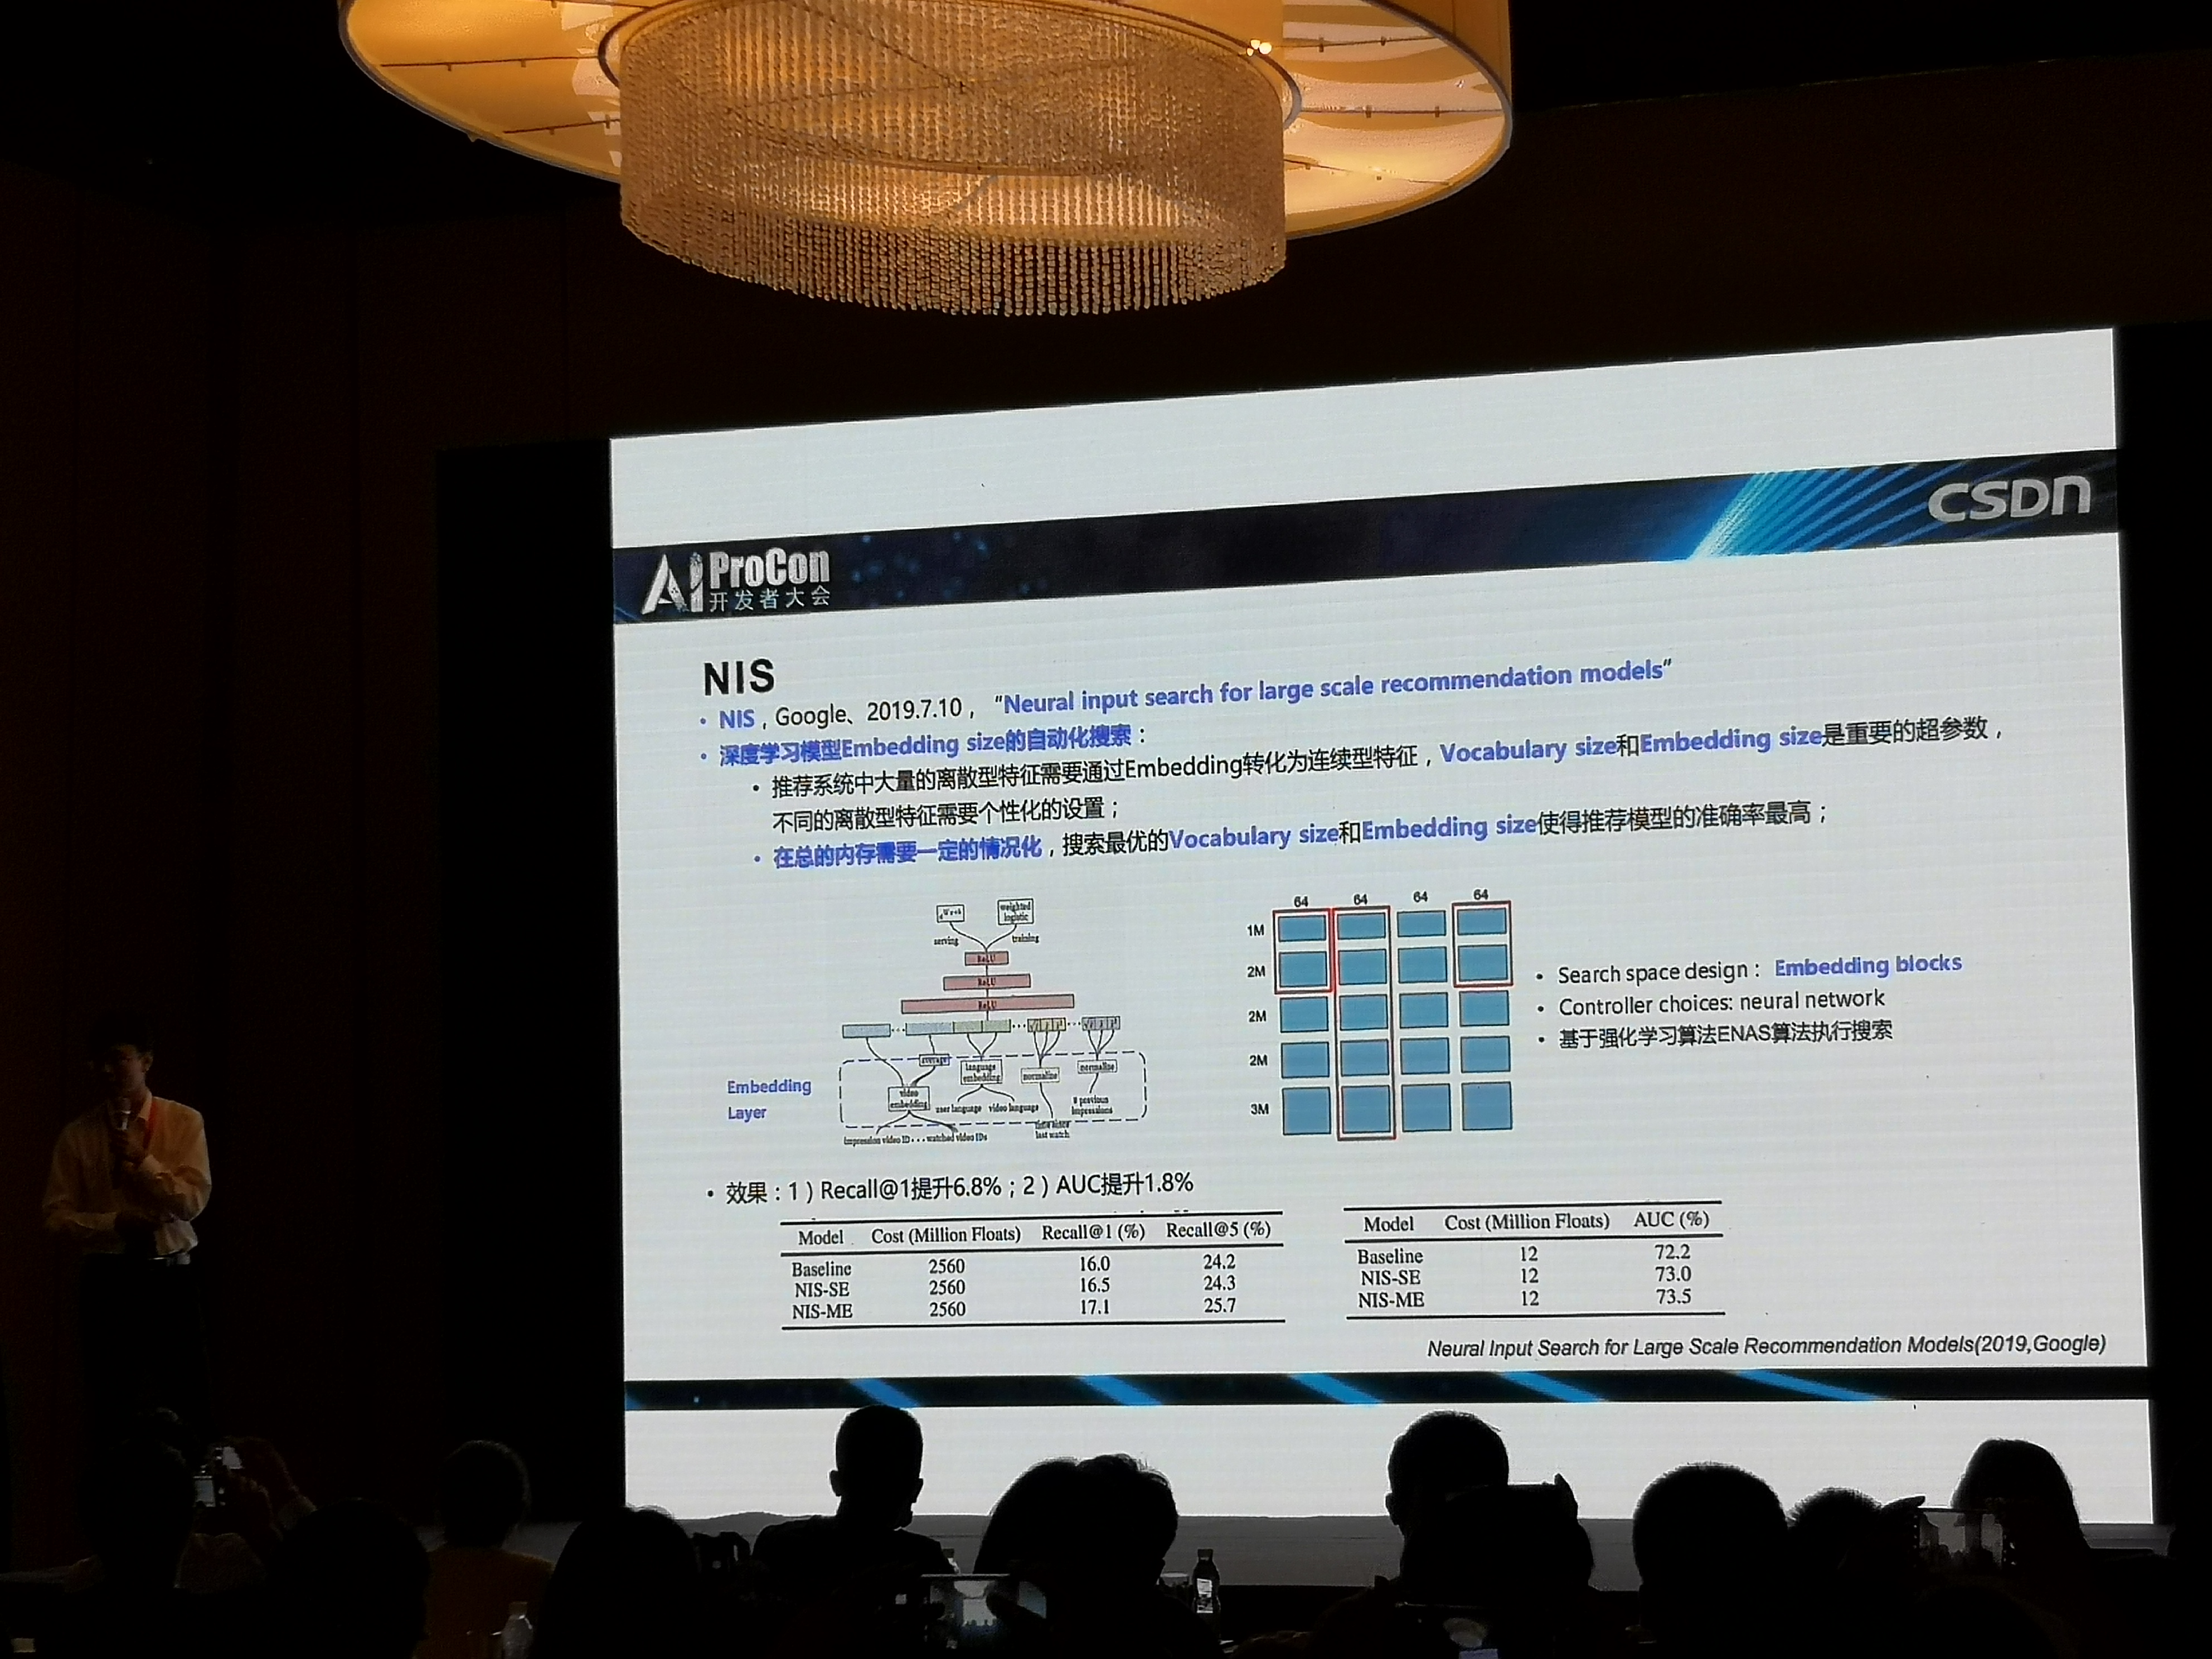 CSDN
AI ProCon
开发者大会
NIS
• NIS，Google、2019.7.10，“Neural input search for large scale recommendation models”
• 深度学习模型Embedding size的自动化搜索：
• 推荐系统中大量的离散型特征需要通过Embedding转化为连续型特征，Vocabulary size和Embedding size是重要的超参数，
不同的离散型特征需要个性化的设置；
• 在总的内存需要一定的情况化，搜索最优的Vocabulary size和Embedding size使得推荐模型的准确率最高；
weighted logistic
serving training
ReLU
ReLU
ReLU
average
language embedding
normalize normalize
video embedding
user language video language
# previous impressions
impression video ID ... watched video IDs
time since last watch
Embedding
Layer
64 64 64 64
1M
2M
2M
2M
3M
• Search space design： Embedding blocks
• Controller choices: neural network
• 基于强化学习算法ENAS算法执行搜索
• 效果：1）Recall@1提升6.8%；2）AUC提升1.8%
Model Cost (Million Floats) Recall@1 (%) Recall@5 (%)
Baseline 2560 16.0 24.2
NIS-SE 2560 16.5 24.3
NIS-ME 2560 17.1 25.7
Model Cost (Million Floats) AUC (%)
Baseline 12 72.2
NIS-SE 12 73.0
NIS-ME 12 73.5
Neural Input Search for Large Scale Recommendation Models(2019,Google)